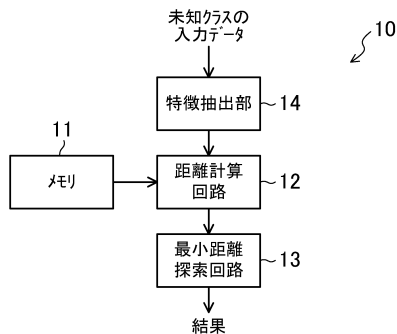 未知クラスの
入力ﾃﾞｰﾀ
10
特徴抽出部
14
11
ﾒﾓﾘ
距離計算
回路
12
最小距離
探索回路
13
結果